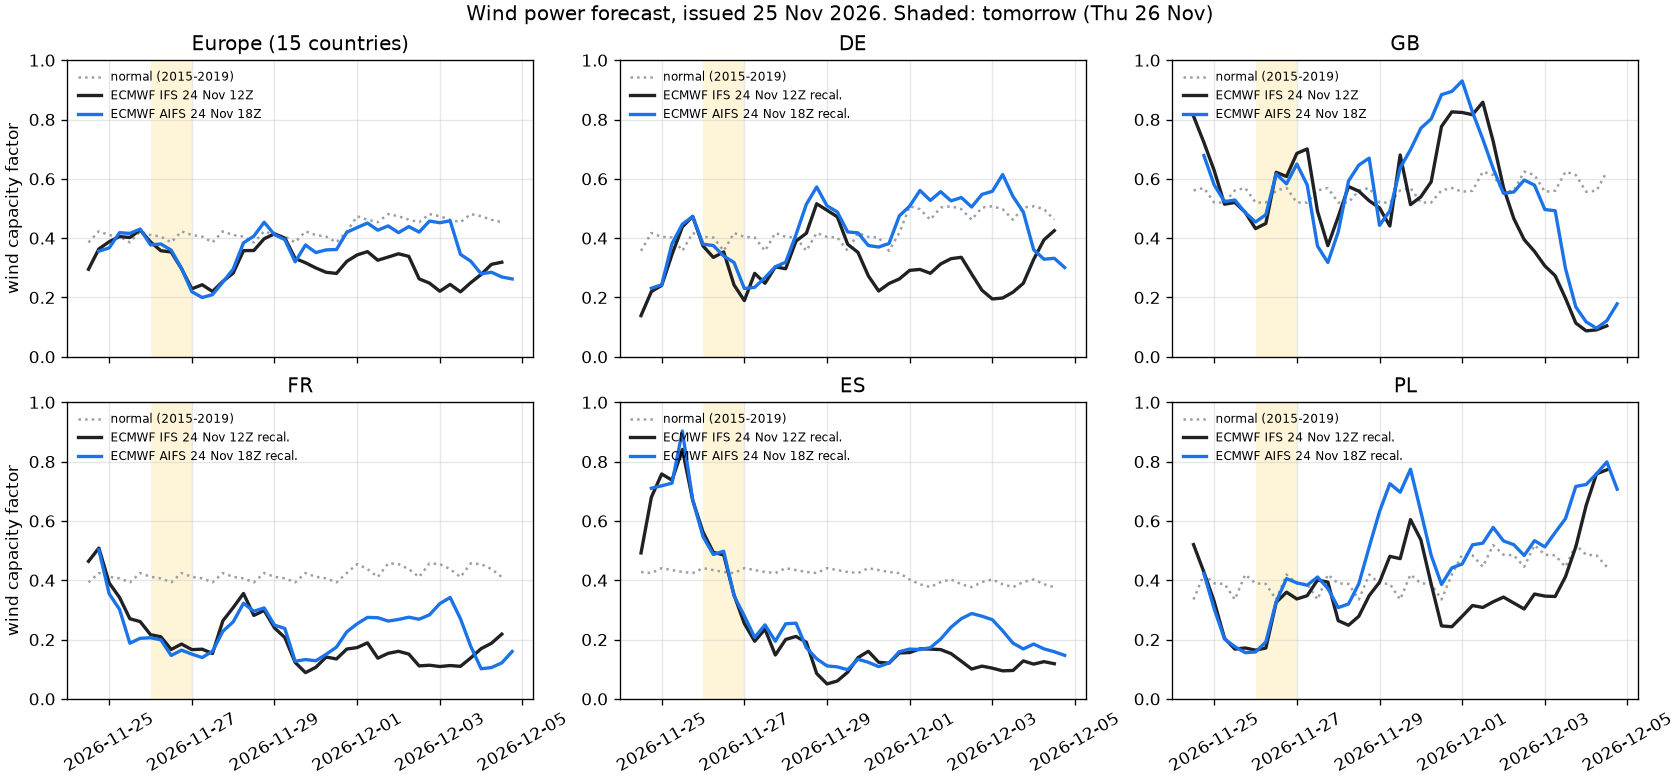 Wind power forecast, issued 25 Nov 2026. Shaded: tomorrow (Thu 26 Nov)
Europe (15 countries)
wind capacity factor
1.0
0.8
0.6
0.4
0.2
0.0
normal (2015-2019)
ECMWF IFS 24 Nov 12Z
ECMWF AIFS 24 Nov 18Z
DE
1.0
0.8
0.6
0.4
0.2
0.0
normal (2015-2019)
ECMWF IFS 24 Nov 12Z recal.
ECMWF AIFS 24 Nov 18Z recal.
GB
1.0
0.8
0.6
0.4
0.2
0.0
normal (2015-2019)
ECMWF IFS 24 Nov 12Z
ECMWF AIFS 24 Nov 18Z
FR
wind capacity factor
1.0
0.8
0.6
0.4
0.2
0.0
normal (2015-2019)
ECMWF IFS 24 Nov 12Z recal.
ECMWF AIFS 24 Nov 18Z recal.
2026-11-25
2026-11-27
2026-11-29
2026-12-01
2026-12-03
2026-12-05
ES
1.0
0.8
0.6
0.4
0.2
0.0
normal (2015-2019)
ECMWF IFS 24 Nov 12Z recal.
ECMWF AIFS 24 Nov 18Z recal.
2026-11-25
2026-11-27
2026-11-29
2026-12-01
2026-12-03
2026-12-05
PL
1.0
0.8
0.6
0.4
0.2
0.0
normal (2015-2019)
ECMWF IFS 24 Nov 12Z recal.
ECMWF AIFS 24 Nov 18Z recal.
2026-11-25
2026-11-27
2026-11-29
2026-12-01
2026-12-03
2026-12-05